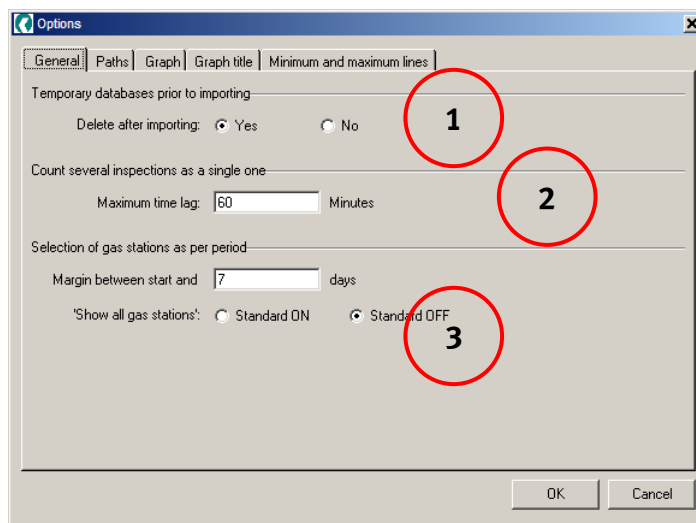 Options
General Paths Graph Graph title Minimum and maximum lines
Temporary databases prior to importing
Delete after importing: Yes No
1
Count several inspections as a single one
2
Maximum time lag: 60 Minutes
Selection of gas stations as per period
Margin between start and 7 days
'Show all gas stations': Standard ON Standard OFF
3
OK Cancel